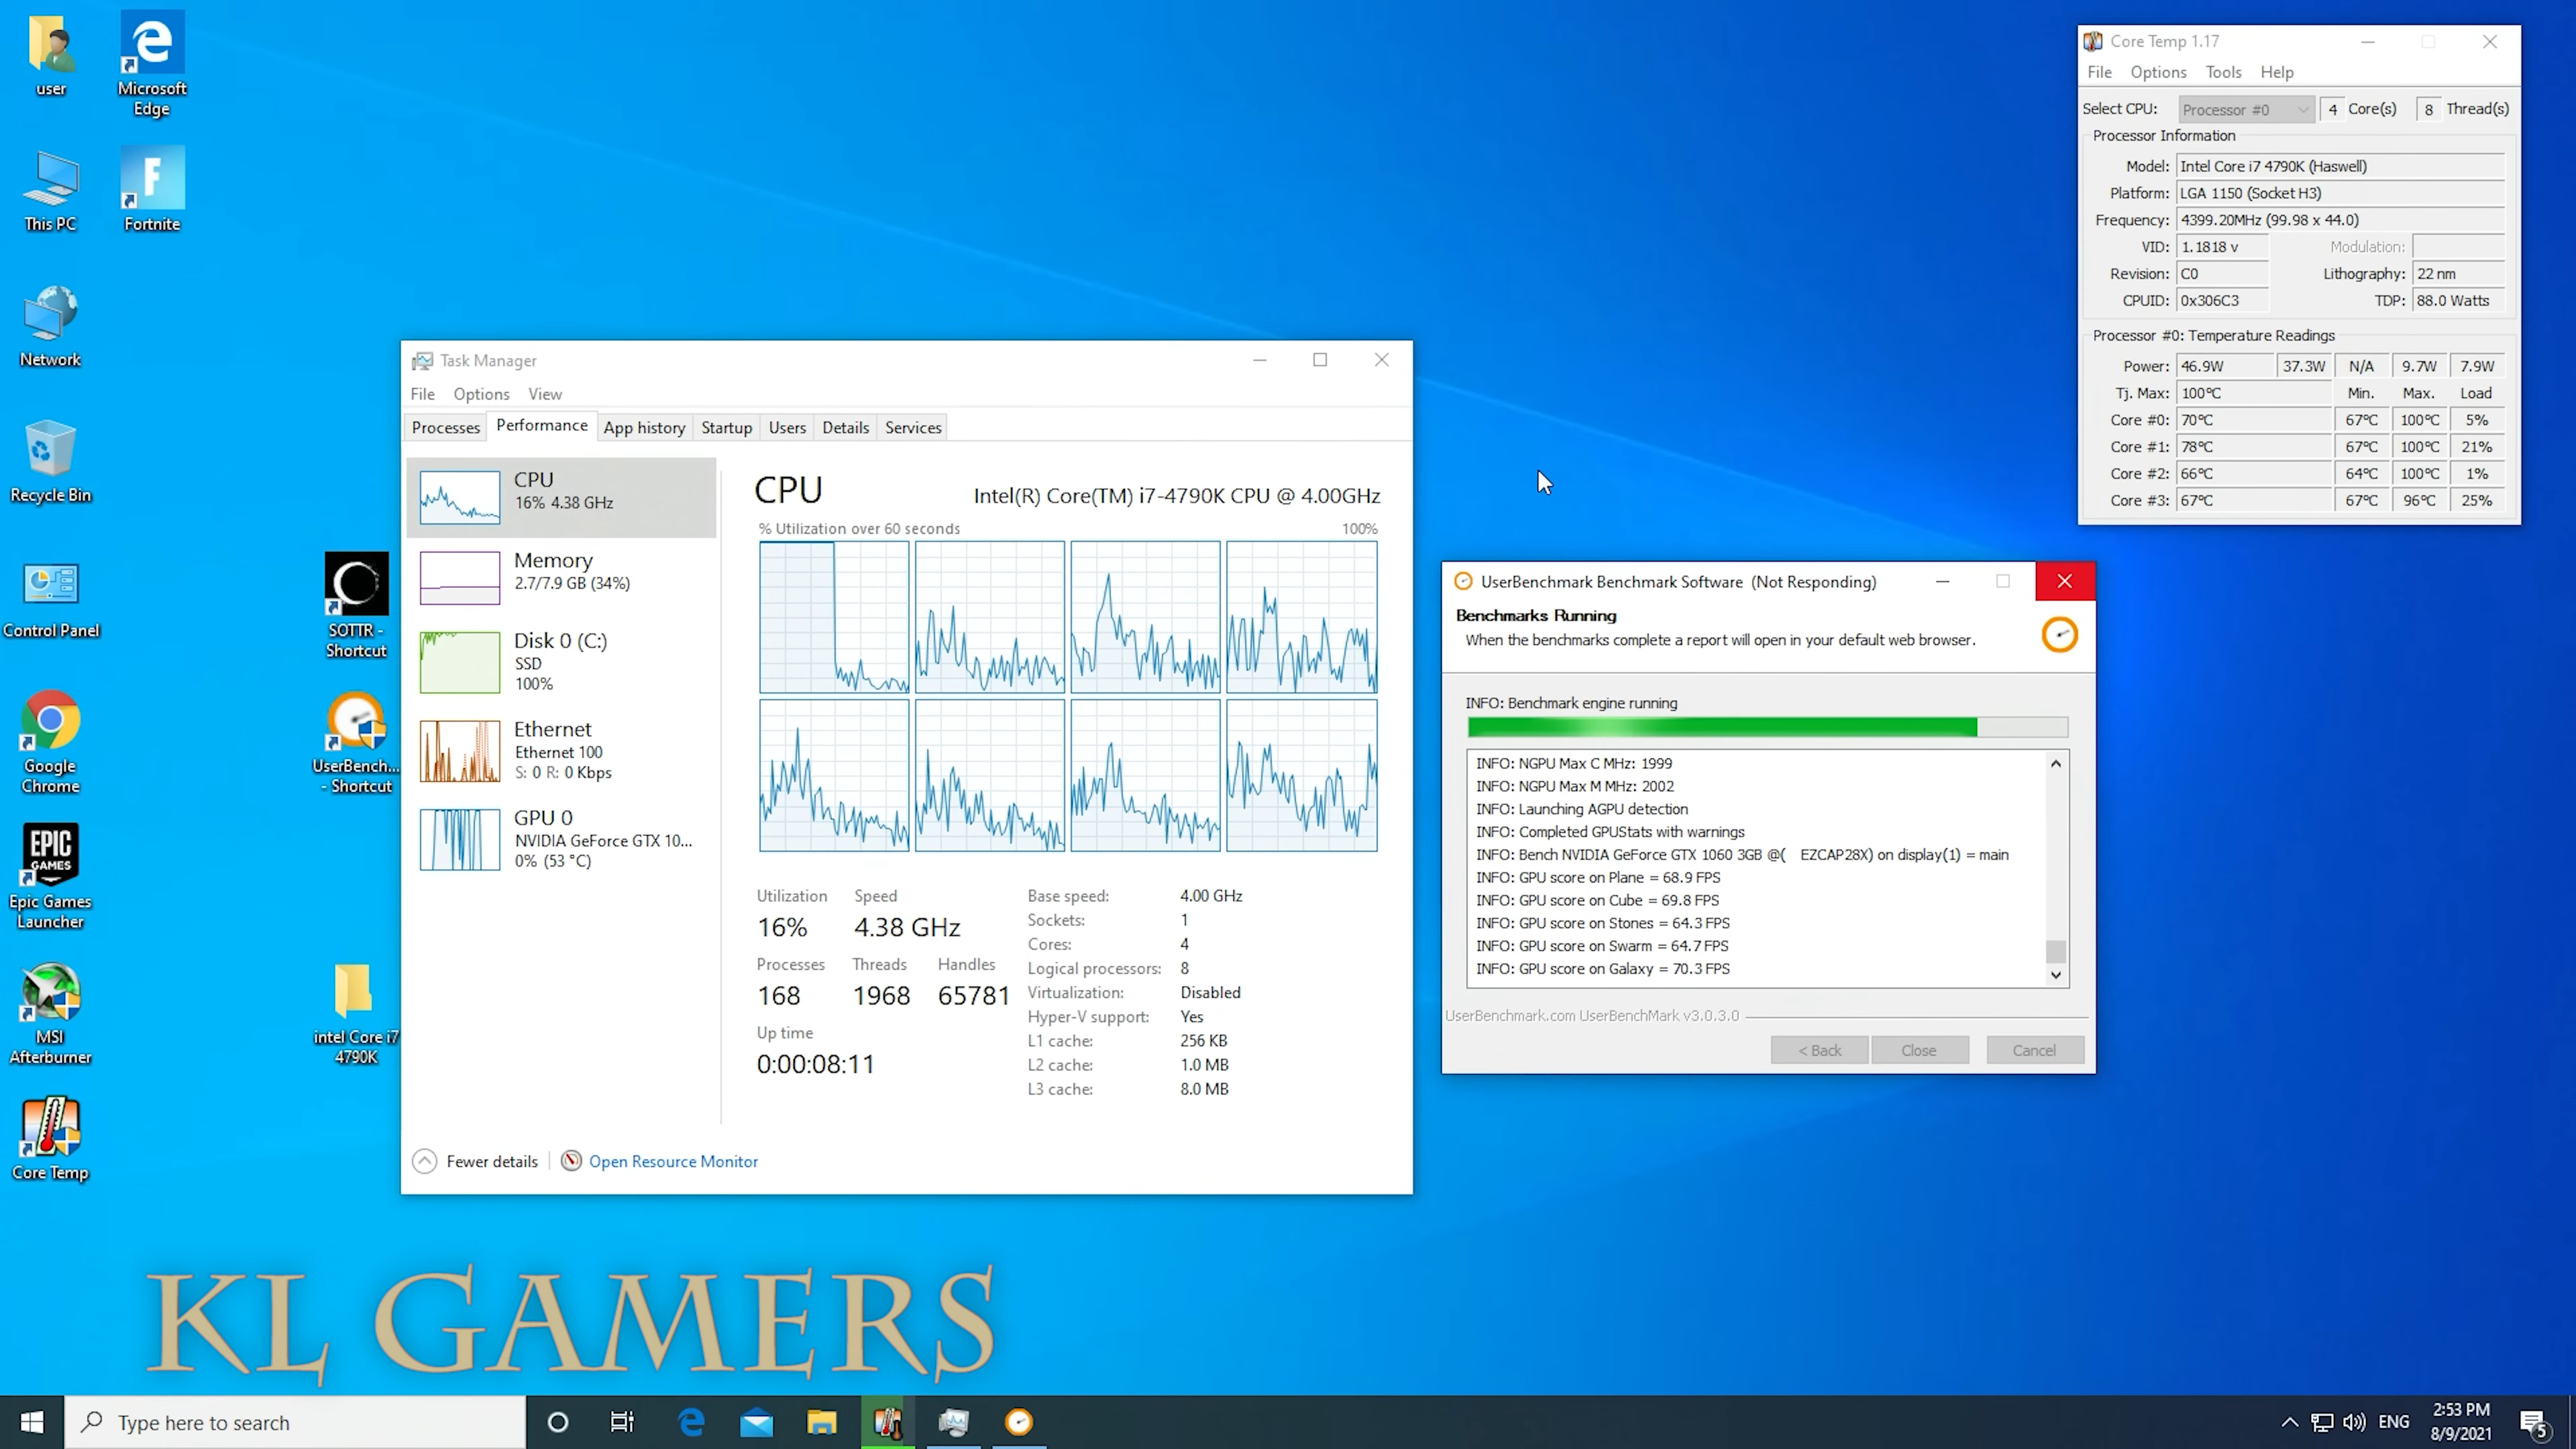 user
Microsoft
Edge
This PC
Fortnite
Network
Recycle Bin
Control Panel
SOTTR -
Shortcut
Google
Chrome
UserBench...
- Shortcut
EPIC
GAMES
Epic Games
Launcher
MSI
Afterburner
intel Core i7
4790K
Core Temp
Task Manager
File Options View
Processes Performance App history Startup Users Details Services
CPU
16% 4.38 GHz
Memory
2.7/7.9 GB (34%)
Disk 0 (C:)
SSD
100%
Ethernet
Ethernet 100
S: 0 R: 0 Kbps
GPU 0
NVIDIA GeForce GTX 10...
0% (53 °C)
CPU Intel(R) Core(TM) i7-4790K CPU @ 4.00GHz
% Utilization over 60 seconds 100%
Utilization Speed
16% 4.38 GHz
Processes Threads Handles
168 1968 65781
Up time
0:00:08:11
Base speed: 4.00 GHz
Sockets: 1
Cores: 4
Logical processors: 8
Virtualization: Disabled
Hyper-V support: Yes
L1 cache: 256 KB
L2 cache: 1.0 MB
L3 cache: 8.0 MB
Fewer details Open Resource Monitor
Core Temp 1.17
File Options Tools Help
Select CPU: Processor #0 4 Core(s) 8 Thread(s)
Processor Information
Model: Intel Core i7 4790K (Haswell)
Platform: LGA 1150 (Socket H3)
Frequency: 4399.20MHz (99.98 x 44.0)
VID: 1.1818 v Modulation:
Revision: C0 Lithography: 22 nm
CPUID: 0x306C3 TDP: 88.0 Watts
Processor #0: Temperature Readings
Power: 46.9W 37.3W N/A 9.7W 7.9W
Tj. Max: 100°C Min. Max. Load
Core #0: 70°C 67°C 100°C 5%
Core #1: 78°C 67°C 100°C 21%
Core #2: 66°C 64°C 100°C 1%
Core #3: 67°C 67°C 96°C 25%
UserBenchmark Benchmark Software (Not Responding)
Benchmarks Running
When the benchmarks complete a report will open in your default web browser.
INFO: Benchmark engine running
INFO: NGPU Max C MHz: 1999
INFO: NGPU Max M MHz: 2002
INFO: Launching AGPU detection
INFO: Completed GPUStats with warnings
INFO: Bench NVIDIA GeForce GTX 1060 3GB @( EZCAP28X) on display(1) = main
INFO: GPU score on Plane = 68.9 FPS
INFO: GPU score on Cube = 69.8 FPS
INFO: GPU score on Stones = 64.3 FPS
INFO: GPU score on Swarm = 64.7 FPS
INFO: GPU score on Galaxy = 70.3 FPS
UserBenchmark.com UserBenchMark v3.0.3.0
< Back Close Cancel
KL GAMERS
Type here to search
ENG
2:53 PM
8/9/2021
5